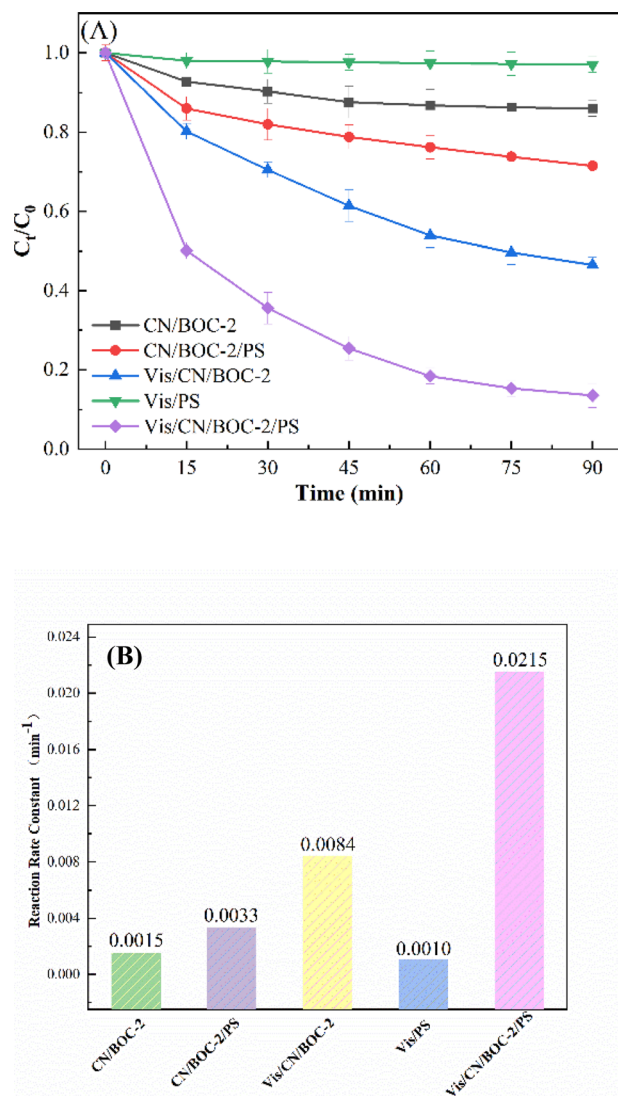 (A)
1.0
0.8
0.6
0.4
0.2
0.0
Ct/C0
CN/BOC-2
CN/BOC-2/PS
Vis/CN/BOC-2
Vis/PS
Vis/CN/BOC-2/PS
0 15 30 45 60 75 90
Time (min)
(B)
0.024
0.020
0.016
0.012
0.008
0.004
0.000
Reaction Rate Constant (min⁻¹)
0.0015
0.0033
0.0084
0.0010
0.0215
CN/BOC-2
CN/BOC-2/PS
Vis/CN/BOC-2
Vis/PS
Vis/CN/BOC-2/PS